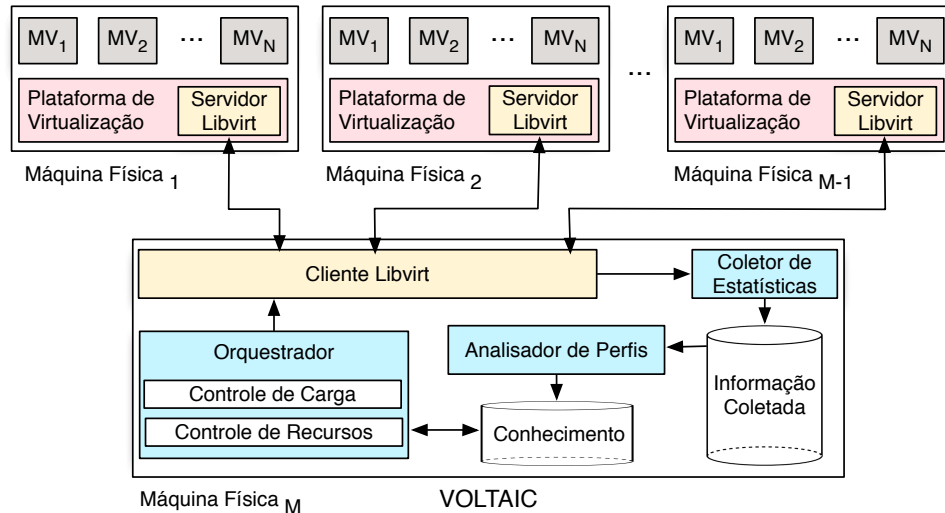 MV1 MV2 ... MVN
Plataforma de
Virtualização
Servidor
Libvirt
Máquina Física 1
MV1 MV2 ... MVN
Plataforma de
Virtualização
Servidor
Libvirt
Máquina Física 2
...
MV1 MV2 ... MVN
Plataforma de
Virtualização
Servidor
Libvirt
Máquina Física M-1
Cliente Libvirt
Coletor de
Estatísticas
Orquestrador
Controle de Carga
Controle de Recursos
Analisador de Perfis
Conhecimento
Informação
Coletada
Máquina Física M
VOLTAIC